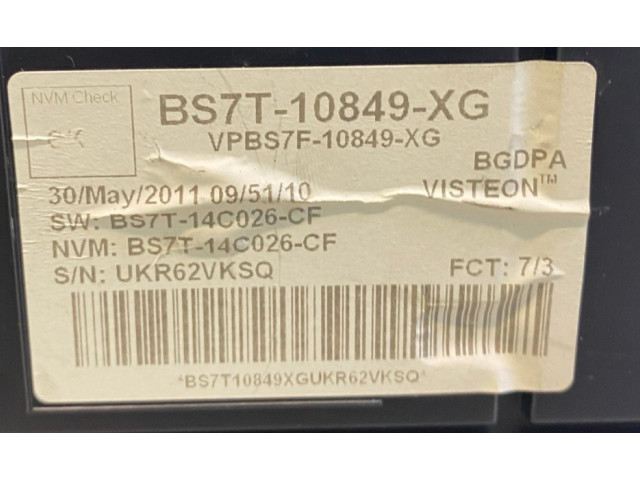 NVM Check
BS7T-10849-XG
VPBS7F-10849-XG
BGDPA
30/May/2011 09/51/10
VISTEON™
SW: BS7T-14C026-CF
NVM: BS7T-14C026-CF
S/N: UKR62VKSQ
FCT: 7/3
*BS7T10849XGUKR62VKSQ*